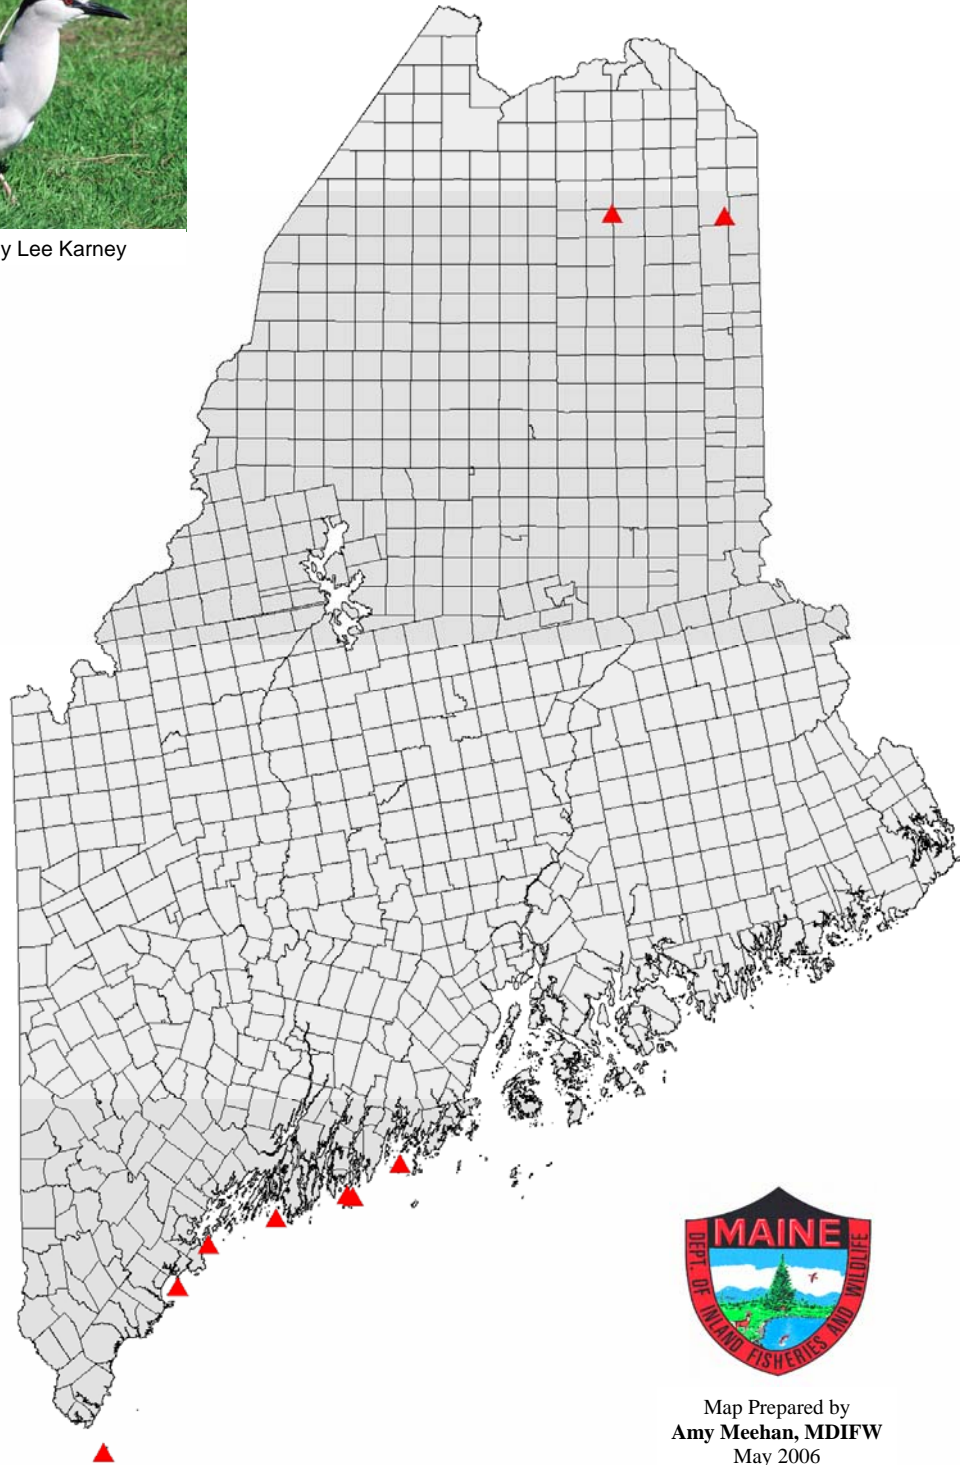 y Lee Karney
MAINE
DEPT. OF INLAND FISHERIES AND WILDLIFE
Map Prepared by
Amy Meehan, MDIFW
May 2006